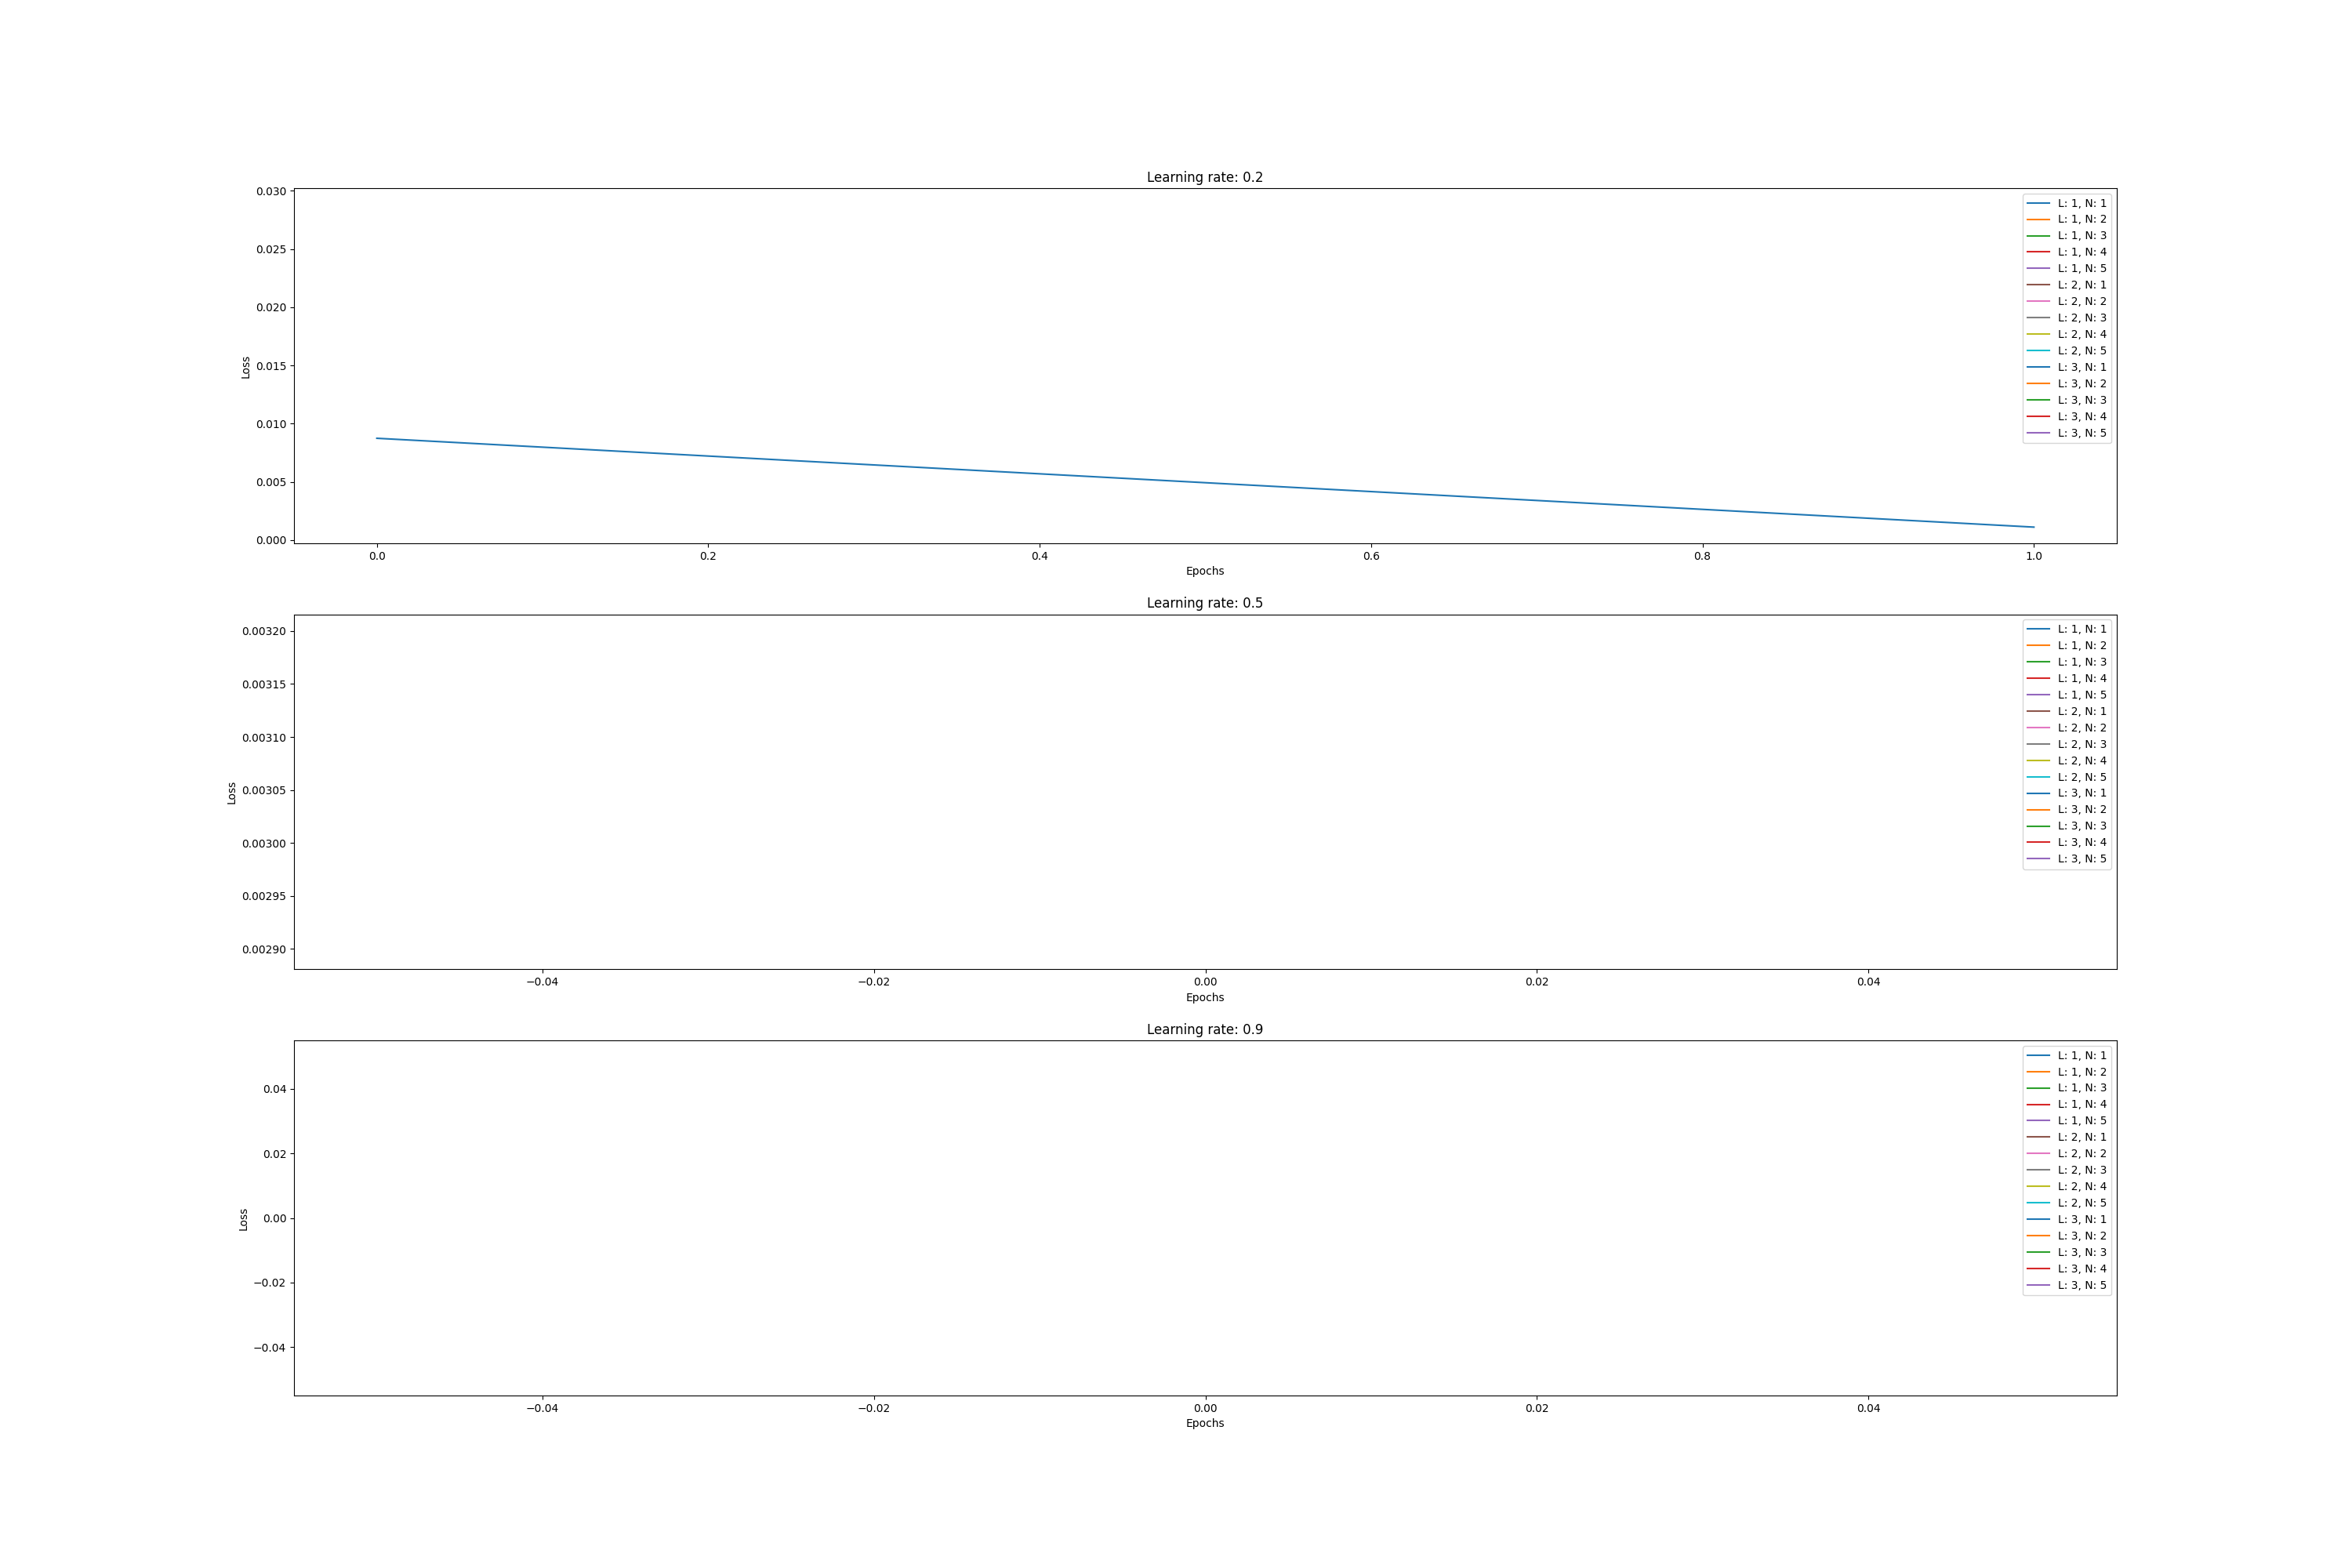 Learning rate: 0.2
0.030
0.025
0.020
0.015
0.010
0.005
0.000
Loss
0.0 0.2 0.4 0.6 0.8 1.0
Epochs
L: 1, N: 1
L: 1, N: 2
L: 1, N: 3
L: 1, N: 4
L: 1, N: 5
L: 2, N: 1
L: 2, N: 2
L: 2, N: 3
L: 2, N: 4
L: 2, N: 5
L: 3, N: 1
L: 3, N: 2
L: 3, N: 3
L: 3, N: 4
L: 3, N: 5
Learning rate: 0.5
0.00320
0.00315
0.00310
0.00305
0.00300
0.00295
0.00290
Loss
−0.04 −0.02 0.00 0.02 0.04
Epochs
L: 1, N: 1
L: 1, N: 2
L: 1, N: 3
L: 1, N: 4
L: 1, N: 5
L: 2, N: 1
L: 2, N: 2
L: 2, N: 3
L: 2, N: 4
L: 2, N: 5
L: 3, N: 1
L: 3, N: 2
L: 3, N: 3
L: 3, N: 4
L: 3, N: 5
Learning rate: 0.9
0.04
0.02
0.00
−0.02
−0.04
Loss
−0.04 −0.02 0.00 0.02 0.04
Epochs
L: 1, N: 1
L: 1, N: 2
L: 1, N: 3
L: 1, N: 4
L: 1, N: 5
L: 2, N: 1
L: 2, N: 2
L: 2, N: 3
L: 2, N: 4
L: 2, N: 5
L: 3, N: 1
L: 3, N: 2
L: 3, N: 3
L: 3, N: 4
L: 3, N: 5